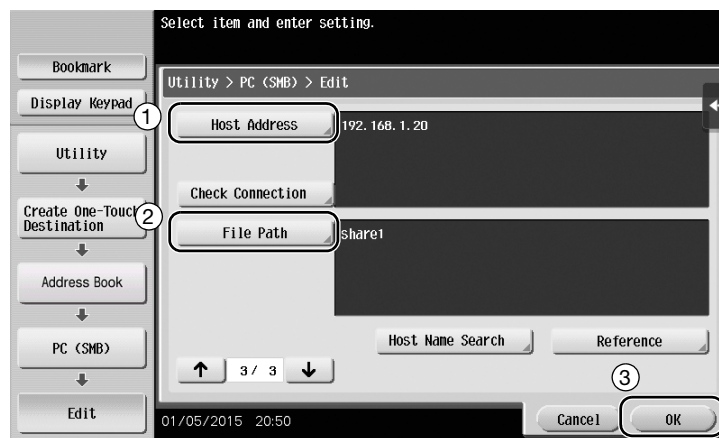 Select item and enter setting.
Bookmark
Display Keypad
Utility
Create One-Touch
Destination
Address Book
PC (SMB)
Edit
Utility > PC (SMB) > Edit
1
Host Address
192.168.1.20
Check Connection
2
File Path
share1
Host Name Search
Reference
↑ 3/ 3 ↓
3
01/05/2015 20:50
Cancel
OK